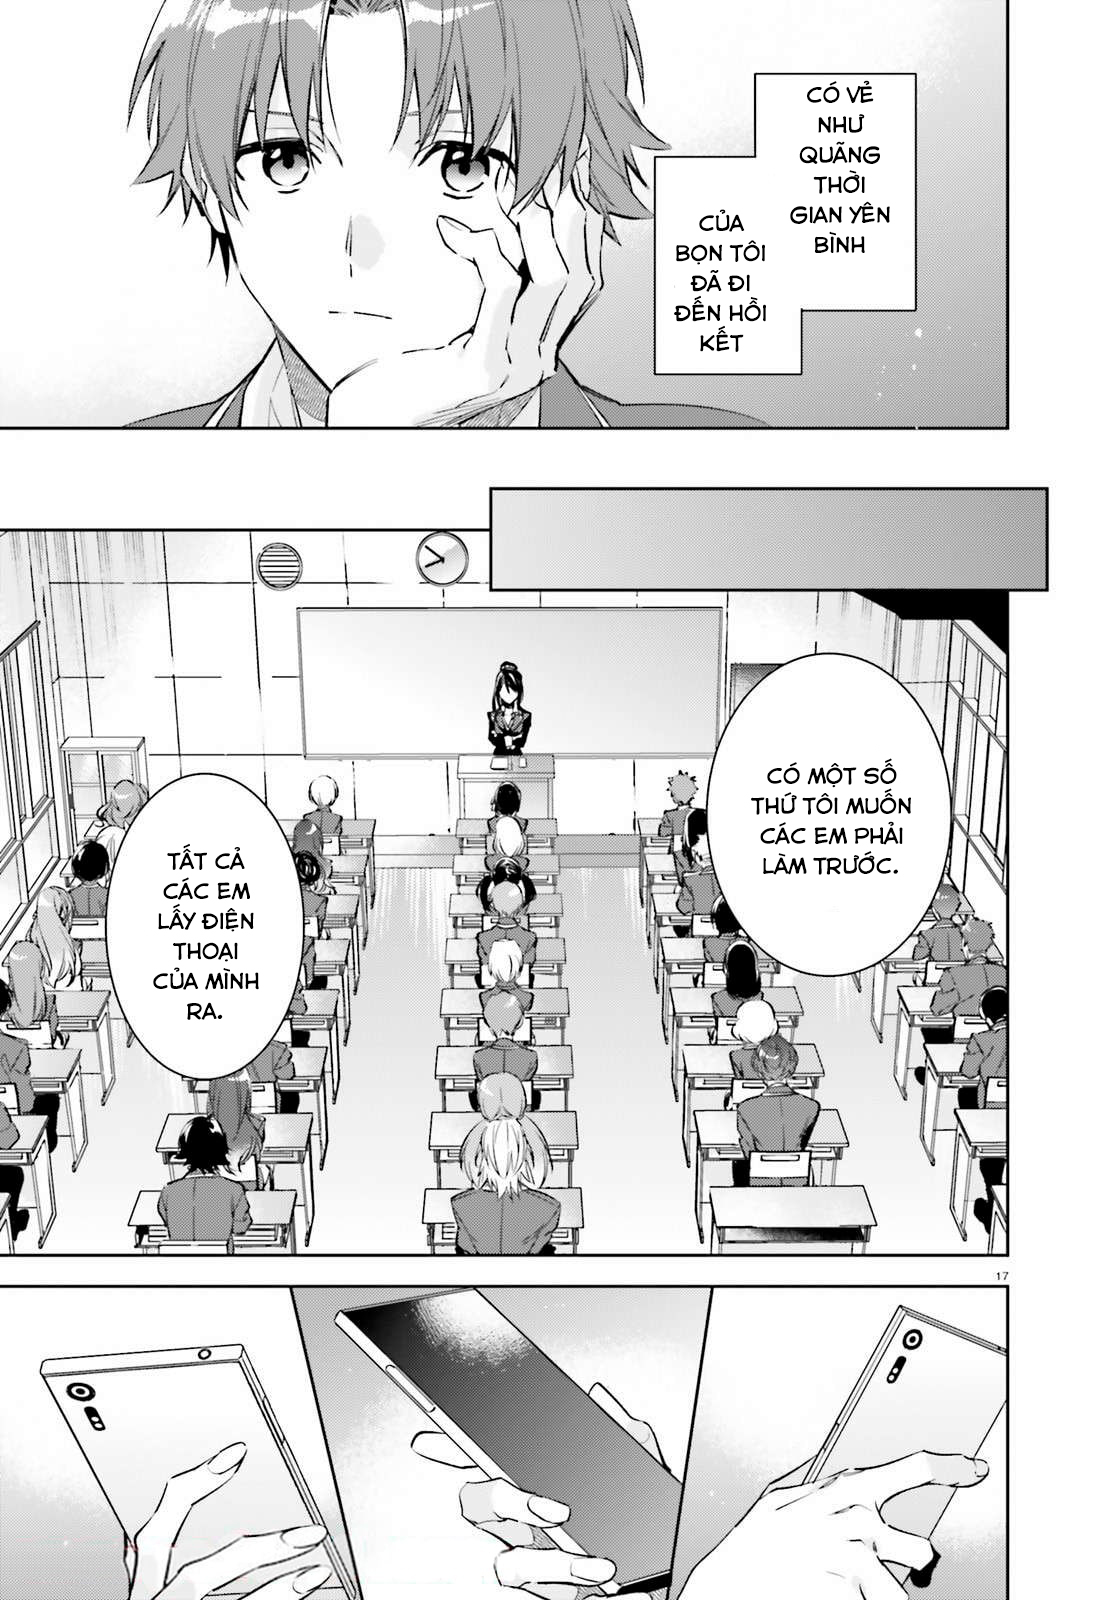 CÓ VẺ
NHƯ
QUÃNG
THỜI
GIAN YÊN
BÌNH
CỦA
BỌN TÔI
ĐÃ ĐI
ĐẾN HỒI
KẾT
CÓ MỘT SỐ
THỨ TÔI MUỐN
CÁC EM PHẢI
LÀM TRƯỚC.
TẤT CẢ
CÁC EM
LẤY ĐIỆN
THOẠI
CỦA MÌNH
RA.
17